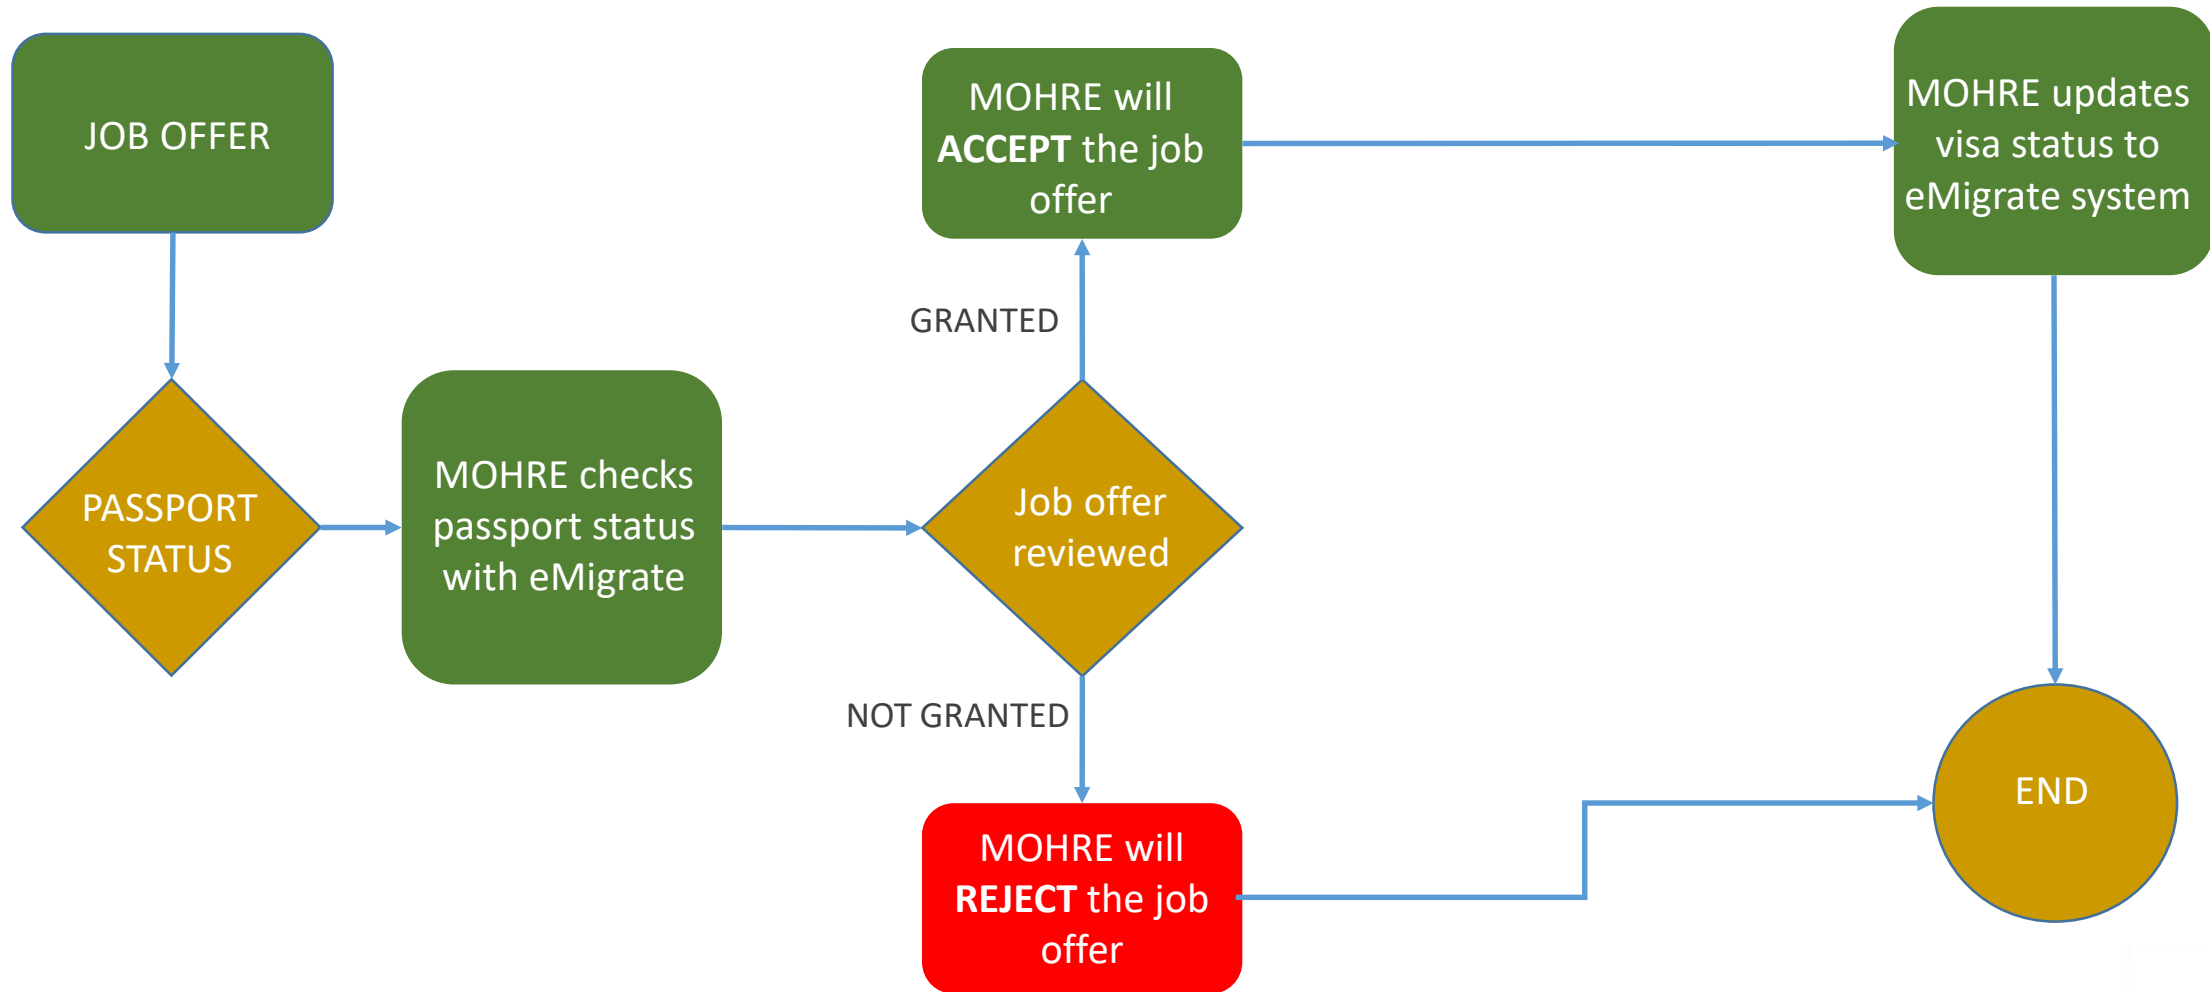 JOB OFFER
PASSPORT
STATUS
MOHRE checks
passport status
with eMigrate
Job offer
reviewed
GRANTED
MOHRE will
ACCEPT the job
offer
MOHRE updates
visa status to
eMigrate system
NOT GRANTED
MOHRE will
REJECT the job
offer
END